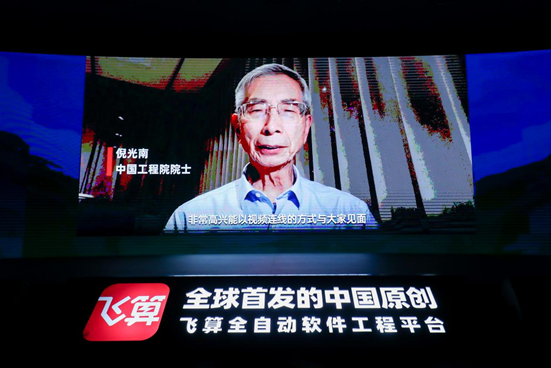 倪光南
中国工程院院士
非常高兴能以视频连线的方式与大家见面
飞算
全球首发的中国原创
飞算全自动软件工程平台